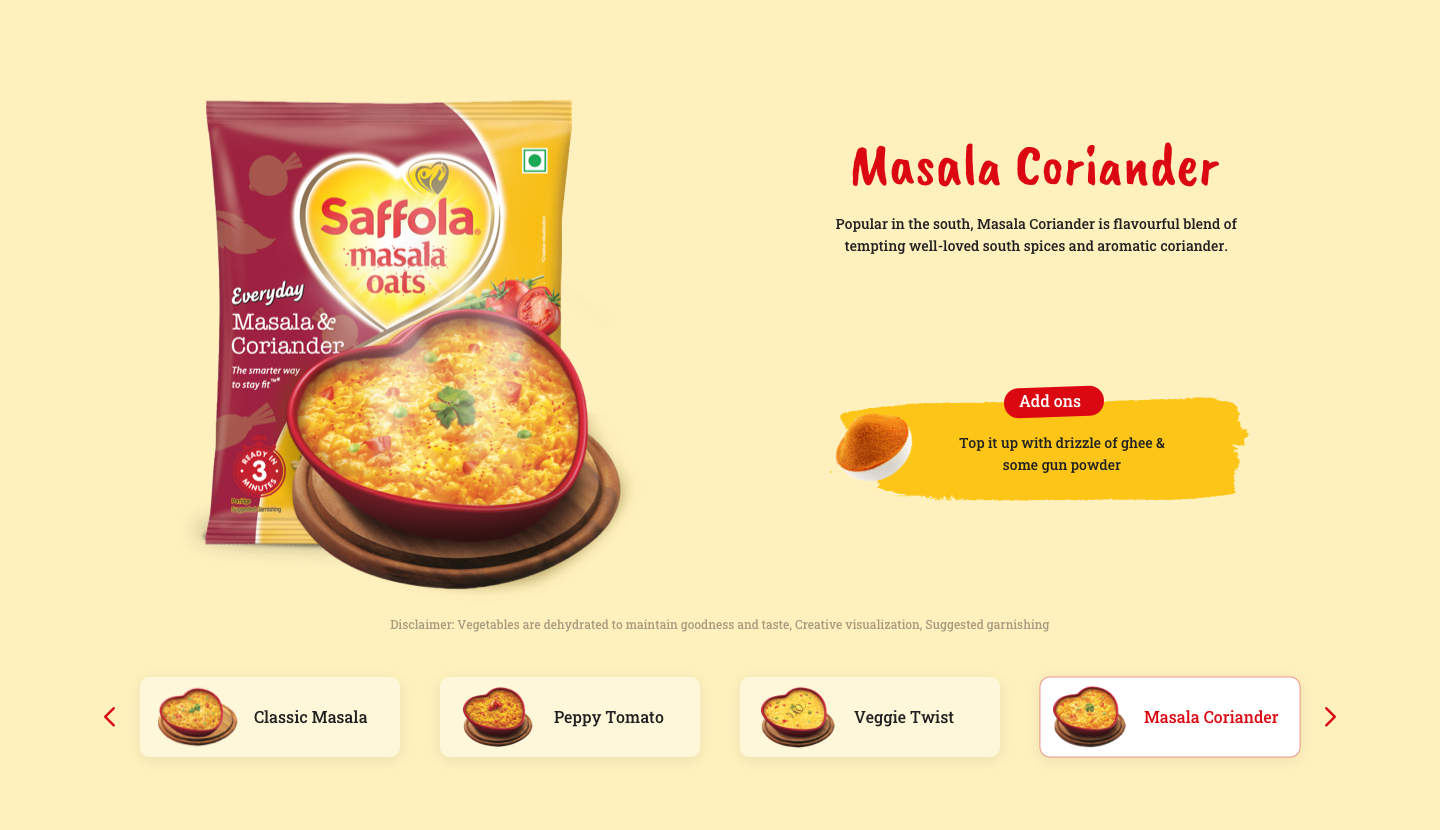 Saffola
masala
oats
Everyday
Masala &
Coriander
The smarter way
to stay fit™*
READY IN
3
MINUTES
Masala Coriander
Popular in the south, Masala Coriander is flavourful blend of
tempting well-loved south spices and aromatic coriander.
Add ons
Top it up with drizzle of ghee &
some gun powder
Disclaimer: Vegetables are dehydrated to maintain goodness and taste, Creative visualization, Suggested garnishing
Classic Masala
Peppy Tomato
Veggie Twist
Masala Coriander